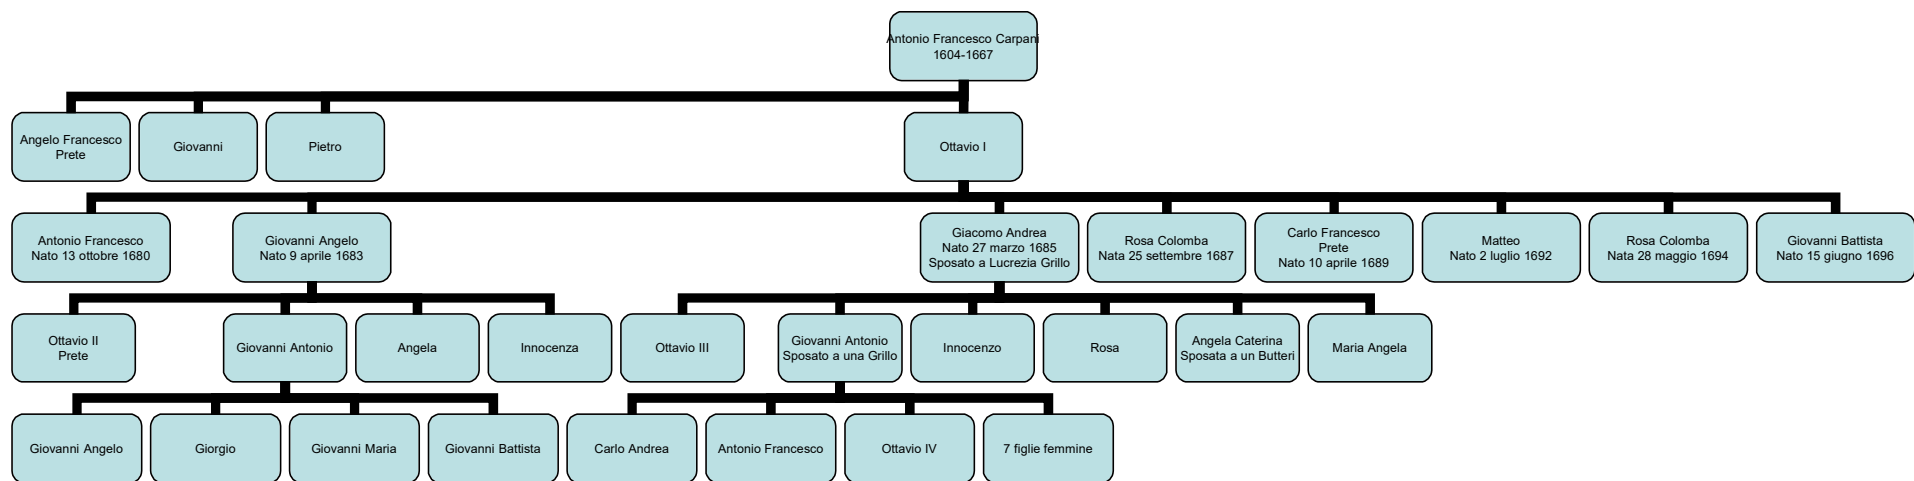 Antonio Francesco Carpani
1604-1667
Angelo Francesco
Prete
Giovanni
Pietro
Ottavio I
Antonio Francesco
Nato 13 ottobre 1680
Giovanni Angelo
Nato 9 aprile 1683
Giacomo Andrea
Nato 27 marzo 1685
Sposato a Lucrezia Grillo
Rosa Colomba
Nata 25 settembre 1687
Carlo Francesco
Prete
Nato 10 aprile 1689
Matteo
Nato 2 luglio 1692
Rosa Colomba
Nata 28 maggio 1694
Giovanni Battista
Nato 15 giugno 1696
Ottavio II
Prete
Giovanni Antonio
Angela
Innocenza
Ottavio III
Giovanni Antonio
Sposato a una Grillo
Innocenzo
Rosa
Angela Caterina
Sposata a un Butteri
Maria Angela
Giovanni Angelo
Giorgio
Giovanni Maria
Giovanni Battista
Carlo Andrea
Antonio Francesco
Ottavio IV
7 figlie femmine